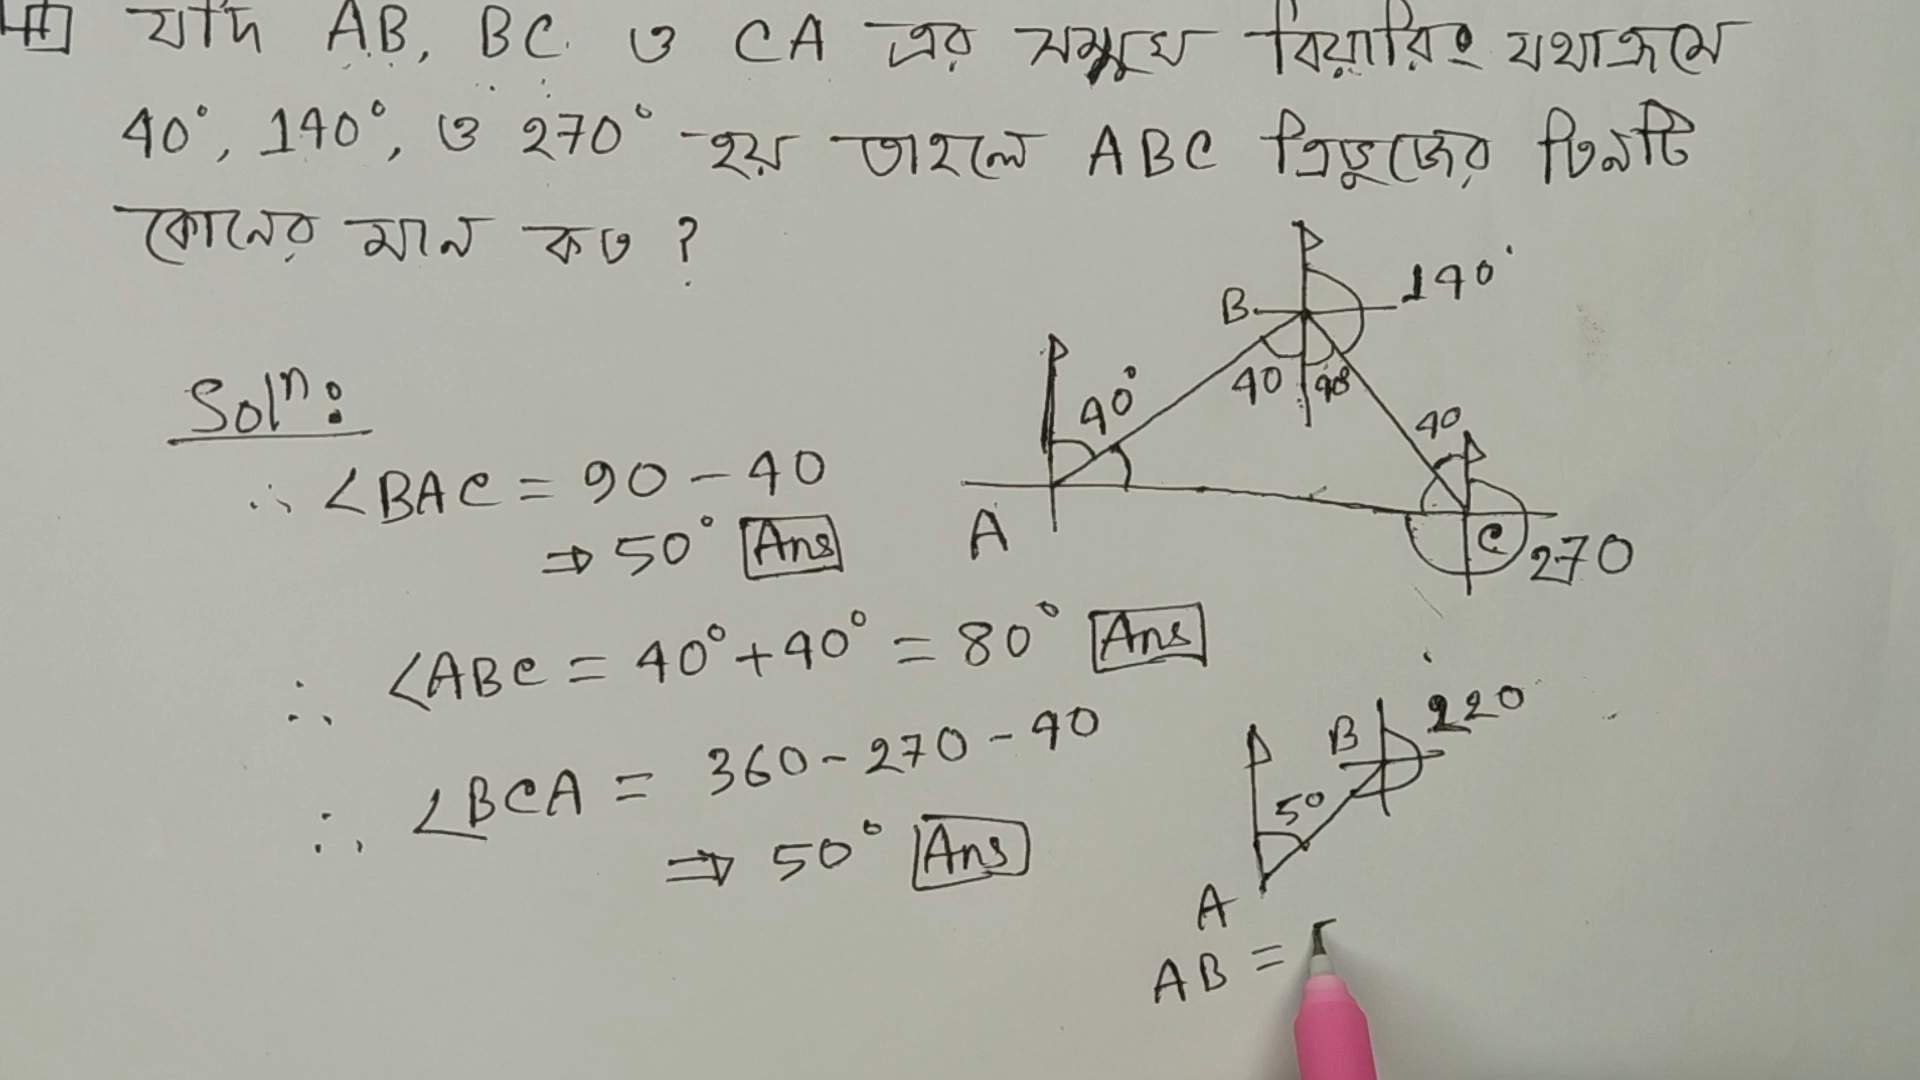 যদি AB, BC ও CA এর সম্মুখ বিয়ারিং যথাক্রমে
40°, 140°, ও 270° হয় তাহলে ABC ত্রিভুজের তিনটি
কোনের মান কত ?
Solⁿ:
∴ <BAC = 90 - 40
⇒ 50° Ans
∴ <ABC = 40° + 40° = 80° Ans
∴ <BCA = 360 - 270 - 40
⇒ 50° Ans
B 140°
40° 40 40 40
A C 270
B 220
50
A
AB =